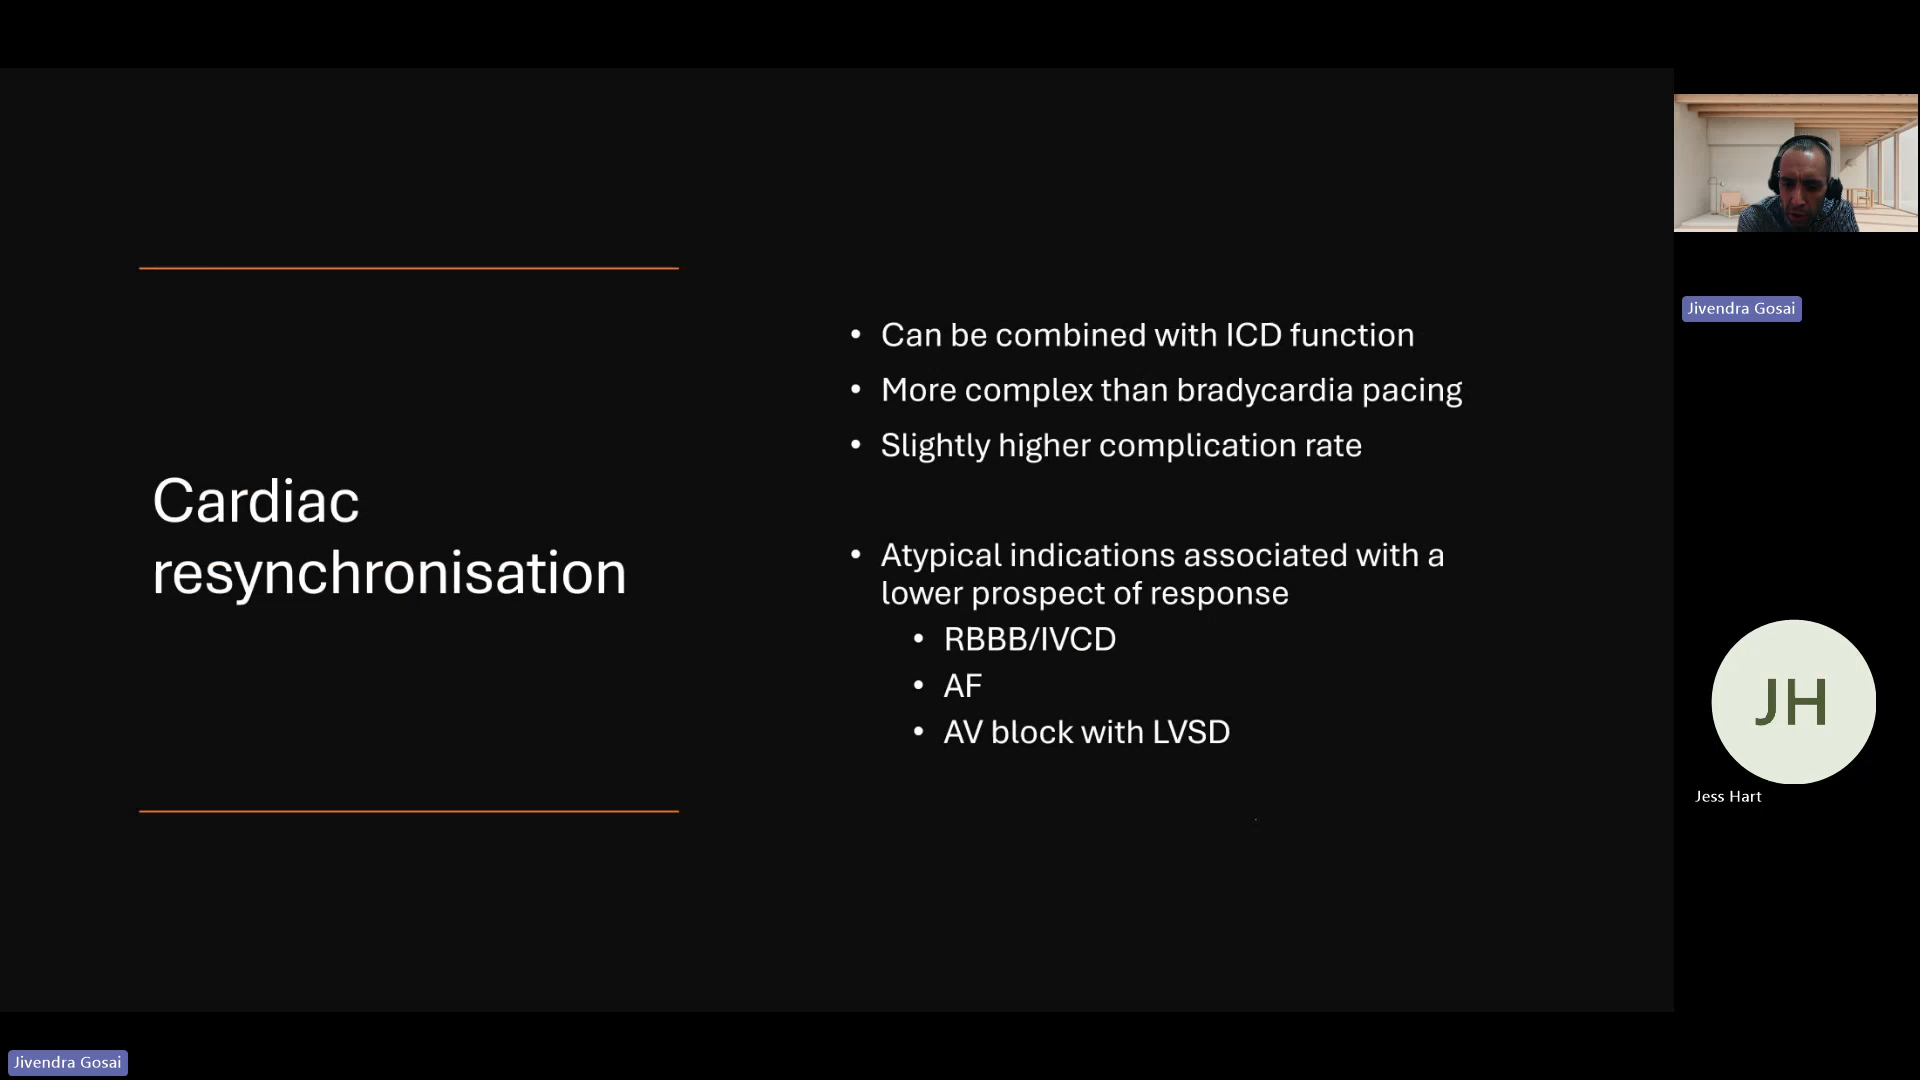 Cardiac
resynchronisation
• Can be combined with ICD function
• More complex than bradycardia pacing
• Slightly higher complication rate
• Atypical indications associated with a
lower prospect of response
• RBBB/IVCD
• AF
• AV block with LVSD
Jivendra Gosai
JH
Jess Hart
Jivendra Gosai